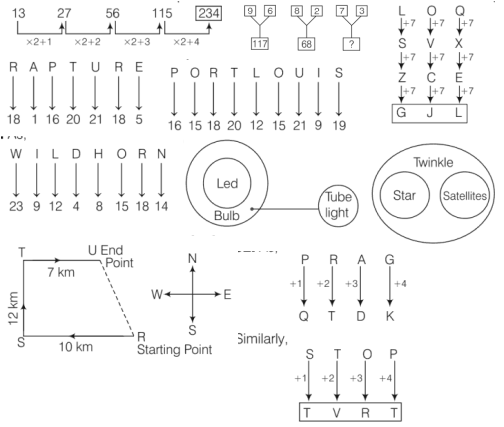 13 27 56 115 234
×2+1 ×2+2 ×2+3 ×2+4
9 6 8 2 7 3
117 68 ?
L O Q
+7 +7 +7
S V X
+7 +7 +7
Z C E
+7 +7 +7
G J L
R A P T U R E
18 1 16 20 21 18 5
P O R T L O U I S
16 15 18 20 12 15 21 9 19
W I L D H O R N
23 9 12 4 8 15 18 14
Led
Bulb
Tube
light
Twinkle
Star
Satellites
T
U End
Point
7 km
12 km
S
10 km
R
Starting Point
N
W E
S
P R A G
+1 +2 +3 +4
Q T D K
Similarly,
S T O P
+1 +2 +3 +4
T V R T